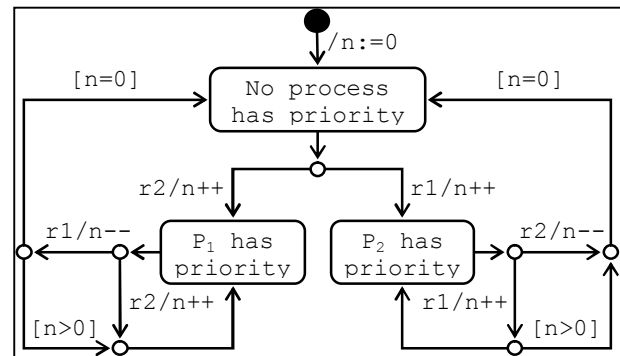 /n:=0
[n=0]
No process
has priority
[n=0]
r2/n++
r1/n++
r1/n--
P₁ has
priority
P₂ has
priority
r2/n--
r2/n++
r1/n++
[n>0]
[n>0]